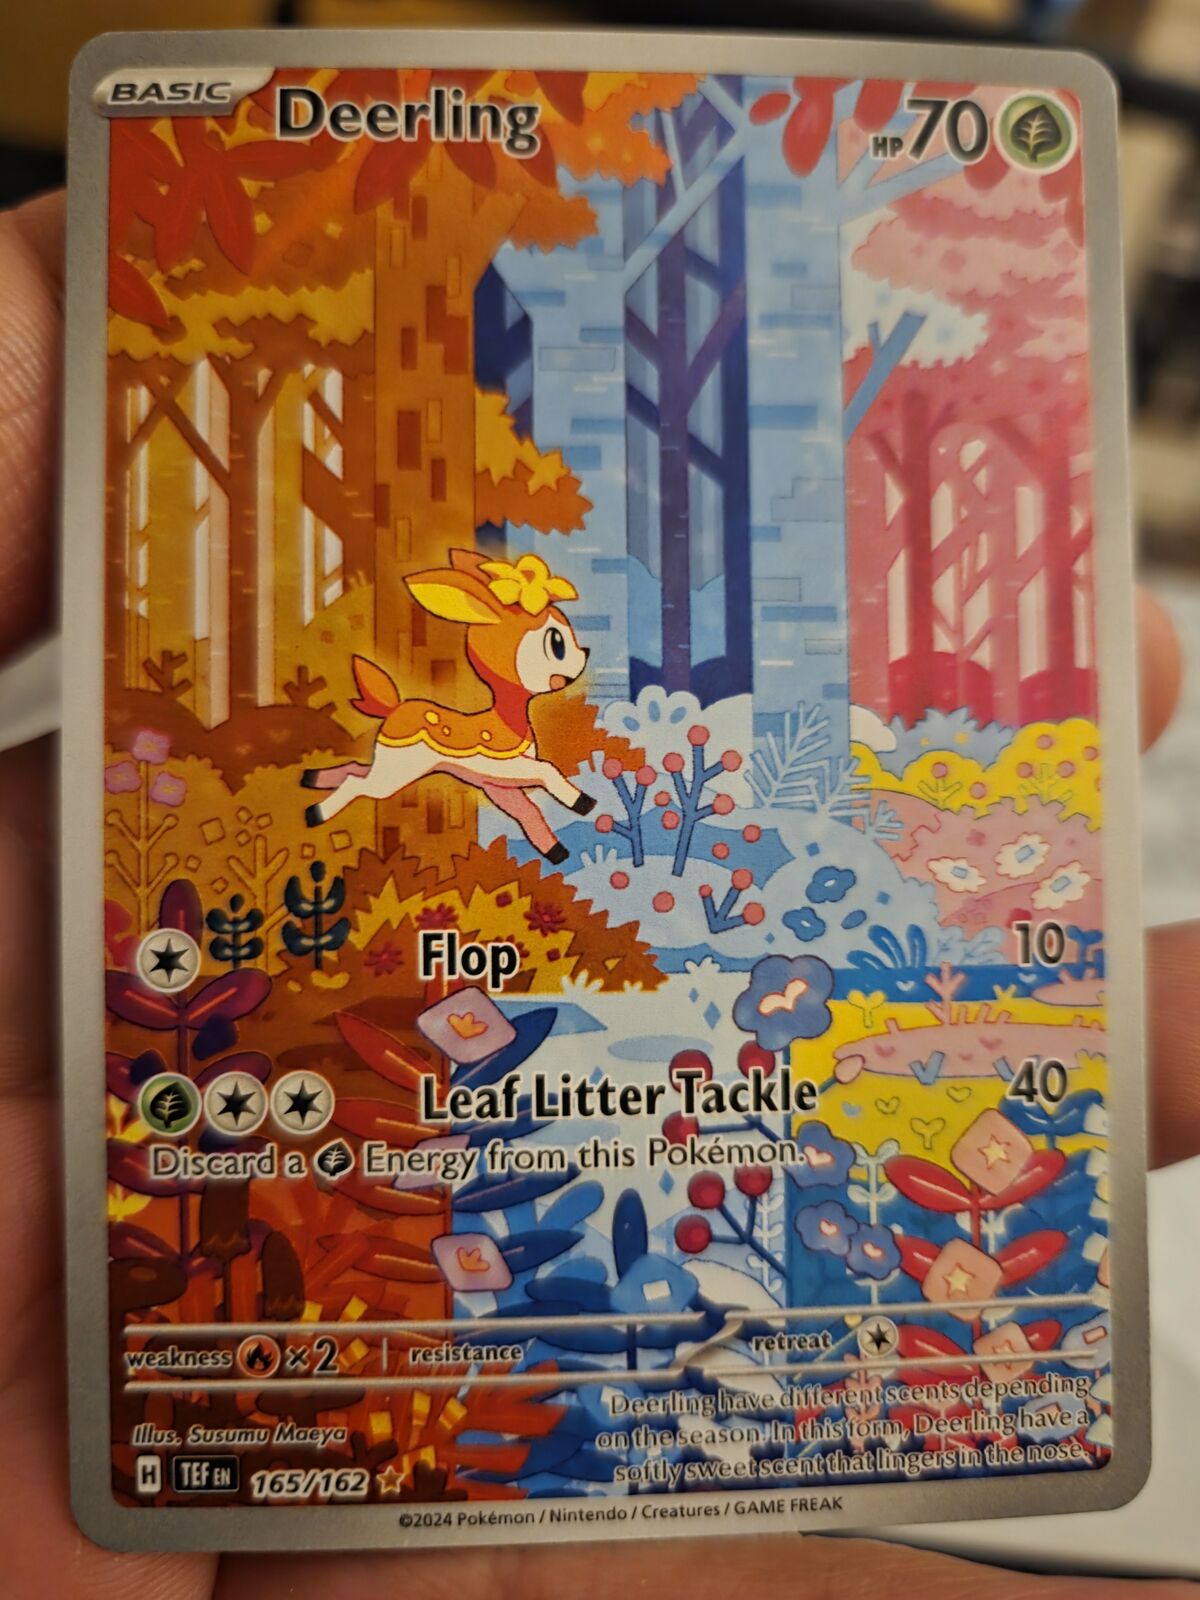 BASIC Deerling HP 70
Flop 10
Leaf Litter Tackle 40
Discard a Energy from this Pokémon.
weakness ×2 resistance retreat
Deerling have different scents depending
on the season. In this form, Deerling have a
softly sweet scent that lingers in the nose.
Illus. Susumu Maeya
H TEF EN 165/162
©2024 Pokémon / Nintendo / Creatures / GAME FREAK